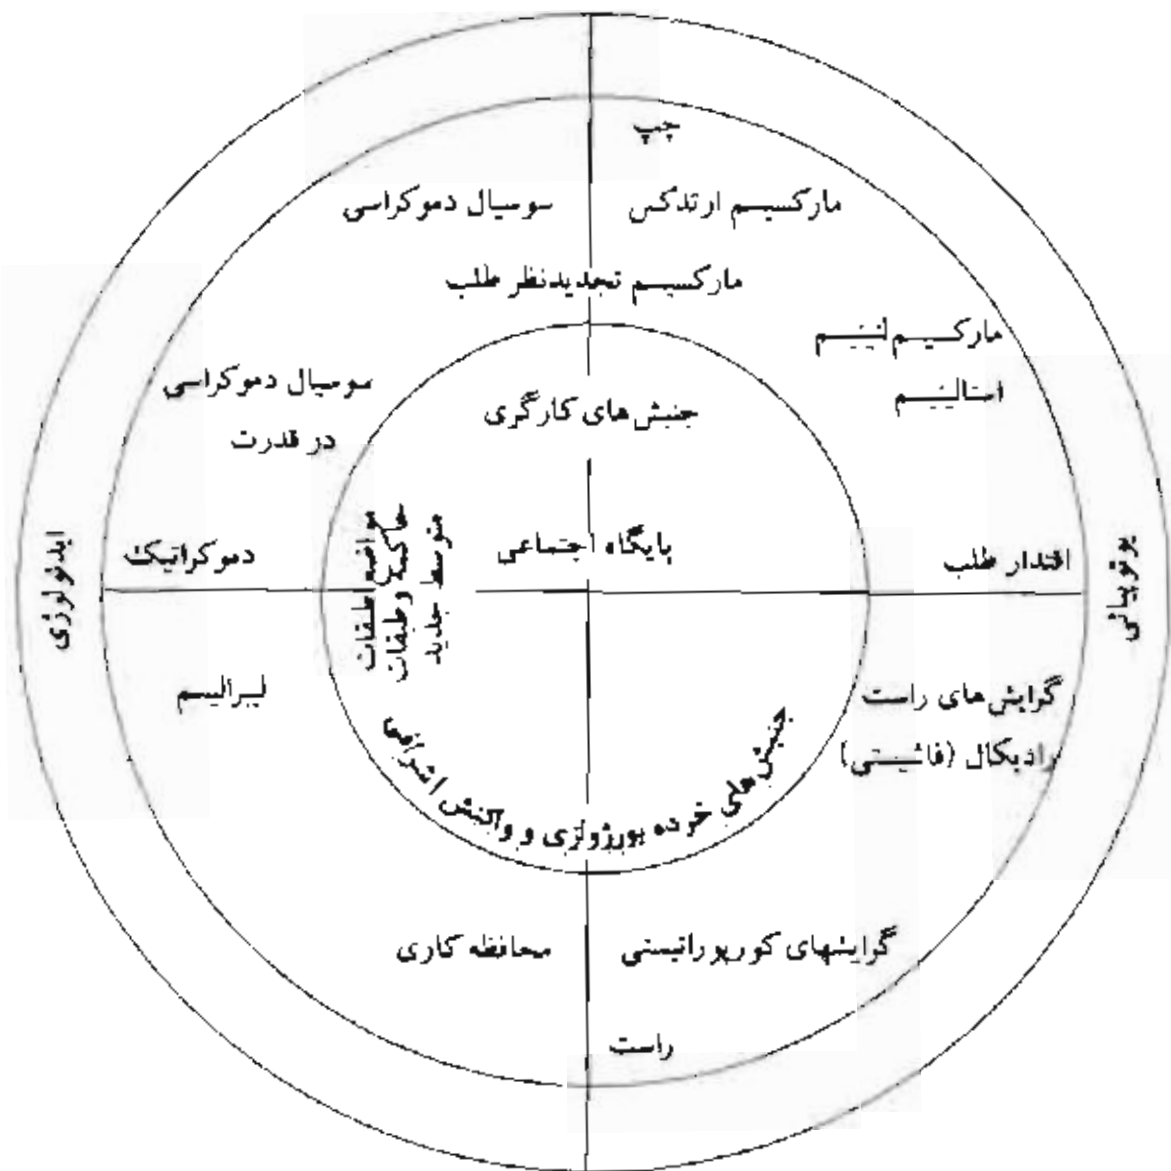 چپ
مارکسیسم ارتدکس
سوسیال دموکراسی
مارکسیسم تجدیدنظر طلب
مارکسیسم لنینیسم
استالینیسم
سوسیال دموکراسی
در قدرت
جنبش‌های کارگری
پایگاه اجتماعی
مواضع طبقات
حاکمه و طبقات
متوسط جدید
اقتدار طلب
دموکراتیک
یوتوپیائی
ایدئولوژی
گرایش‌های راست
رادیکال (فاشیستی)
لیبرالیسم
جنبش‌های خرده بورژوازی و واکنش اشرافی
گرایشهای کورپوراتیستی
محافظه کاری
راست